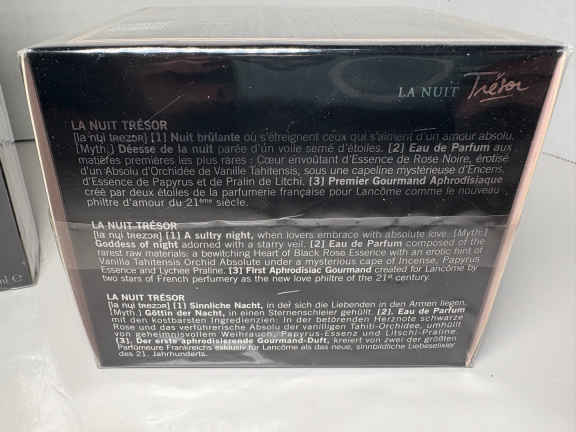 LA NUIT Trésor
LA NUIT TRÉSOR
[la nɥi tʀezɔʀ] [1] Nuit brûlante où s'étreignent ceux qui s'aiment d'un amour absolu.
[Myth.] Déesse de la nuit parée d'un voile semé d'étoiles. [2] Eau de Parfum aux
matières premières les plus rares : Cœur envoûtant d'Essence de Rose Noire, érotisé
d'un Absolu d'Orchidée de Vanille Tahitensis, sous une capeline mystérieuse d'Encens,
d'Essence de Papyrus et de Pralin de Litchi. [3] Premier Gourmand Aphrodisiaque
créé par deux étoiles de la parfumerie française pour Lancôme comme le nouveau
philtre d'amour du 21ème siècle.
LA NUIT TRÉSOR
[la nɥi tʀezɔʀ] [1] A sultry night, when lovers embrace with absolute love. [Myth.]
Goddess of night adorned with a starry veil. [2] Eau de Parfum composed of the
rarest raw materials: a bewitching Heart of Black Rose Essence with an erotic hint of
Vanilla Tahitensis Orchid Absolute under a mysterious cape of Incense, Papyrus
Essence and Lychee Praline. [3] First Aphrodisiac Gourmand created for Lancôme by
two stars of French perfumery as the new love philtre of the 21st century.
LA NUIT TRÉSOR
[la nɥi tʀezɔʀ] [1] Sinnliche Nacht, in der sich die Liebenden in den Armen liegen.
[Myth.] Göttin der Nacht, in einen Sternenschleier gehüllt. [2]. Eau de Parfum
mit den kostbarsten Ingredienzien: In der betörenden Herznote schwarze
Rose und das verführerische Absolu der vanilligen Tahiti-Orchidee, umhüllt
von geheimnisvollem Weihrauch, Papyrus-Essenz und Litschi-Praline.
[3]. Der erste aphrodisierende Gourmand-Duft, kreiert von zwei der größten
Parfumeure Frankreichs exklusiv für Lancôme als das neue, sinnbildliche Liebeselixier
des 21. Jahrhunderts.